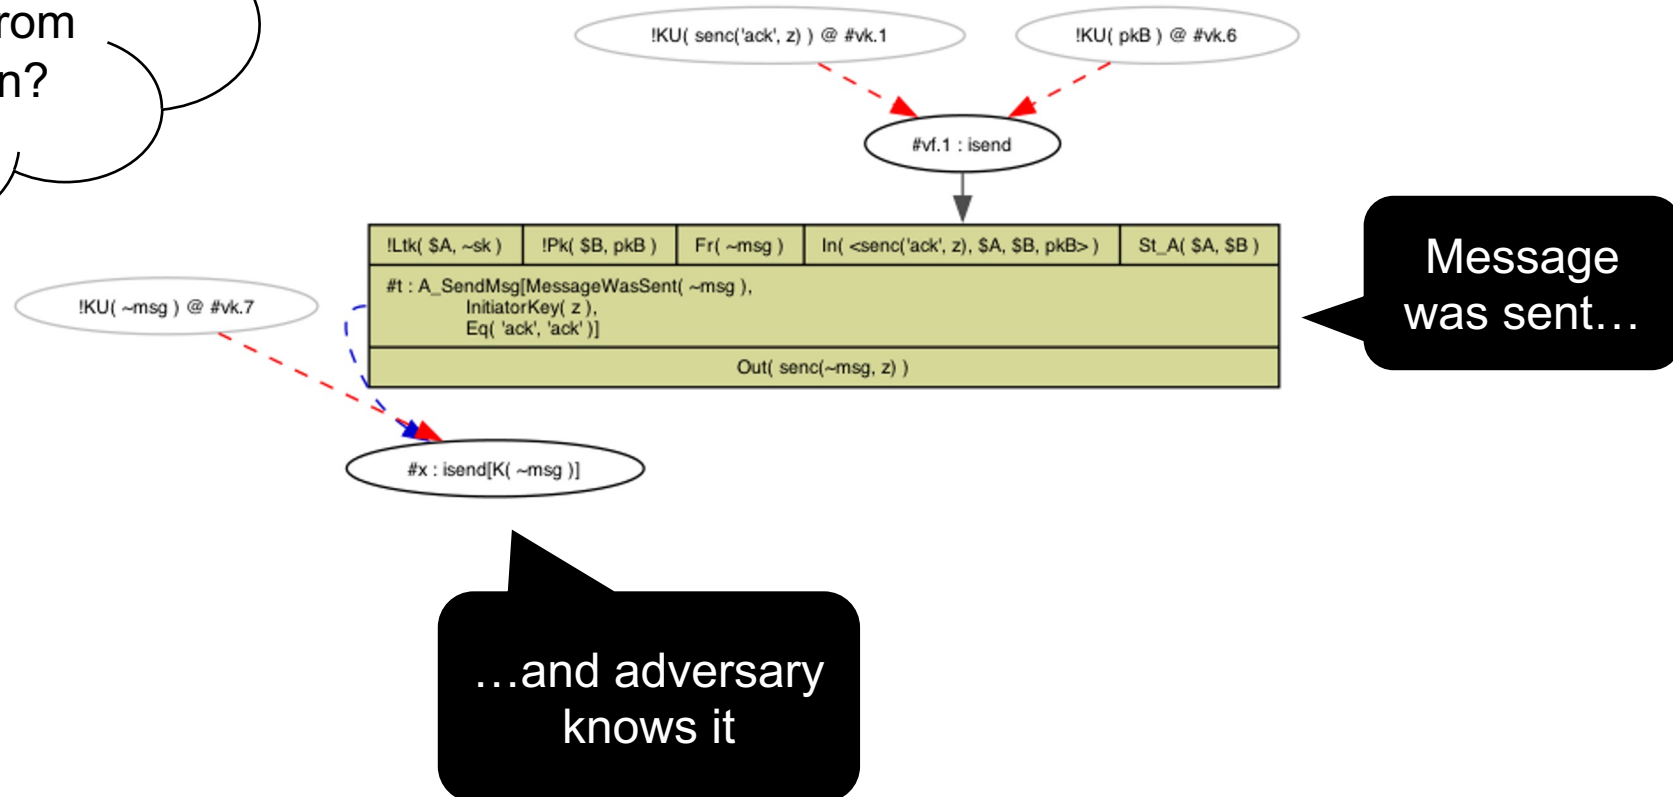 rom
n?
!KU( senc('ack', z) ) @ #vk.1
!KU( pkB ) @ #vk.6
#vf.1 : isend
!Ltk( $A, ~sk )
!Pk( $B, pkB )
Fr( ~msg )
In( <senc('ack', z), $A, $B, pkB> )
St_A( $A, $B )
#t : A_SendMsg[MessageWasSent( ~msg ),
InitiatorKey( z ),
Eq( 'ack', 'ack' )]
Out( senc(~msg, z) )
!KU( ~msg ) @ #vk.7
#x : isend[K( ~msg )]
Message
was sent…
…and adversary
knows it